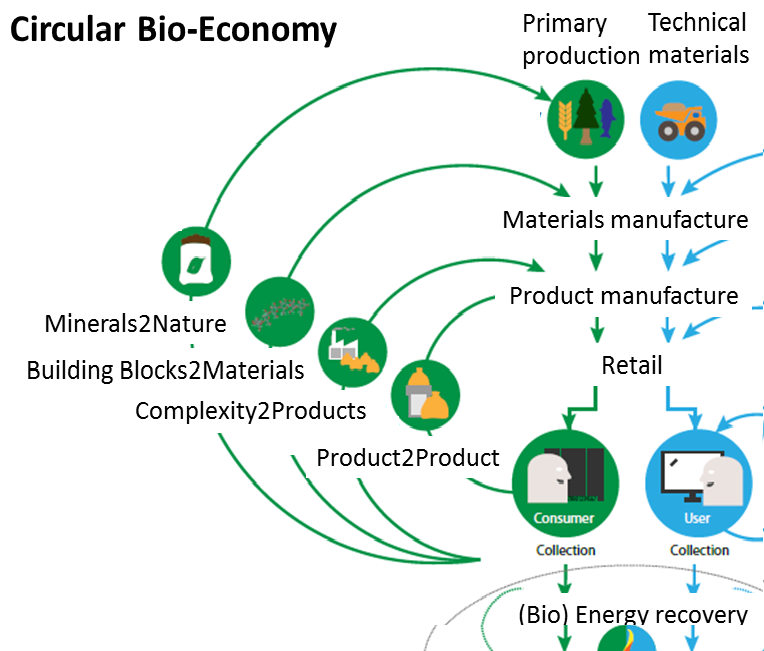 Circular Bio-Economy
Primary
production
Technical
materials
Materials manufacture
Product manufacture
Minerals2Nature
Building Blocks2Materials
Retail
Complexity2Products
Product2Product
Consumer
User
Collection
Collection
(Bio) Energy recovery